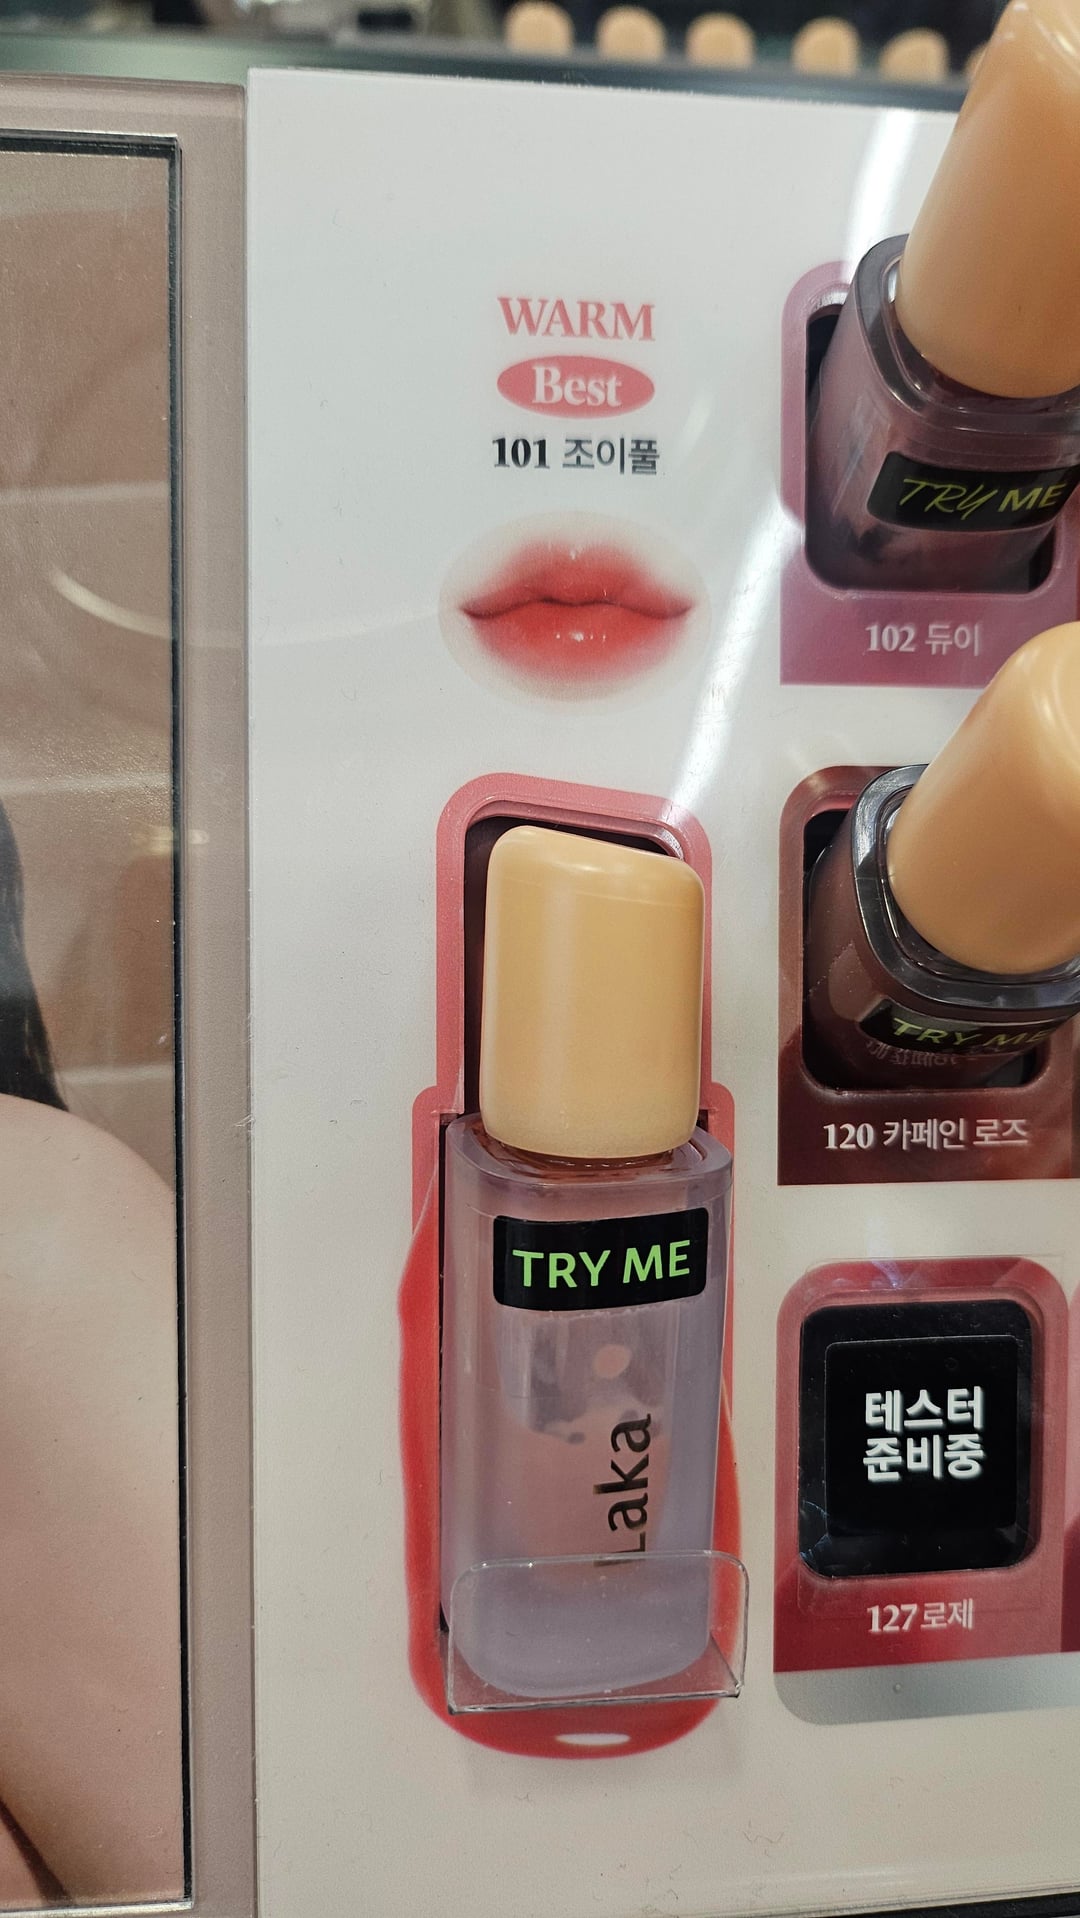 WARM
Best
101 조이풀
TRY ME
Laka
TRY ME
102 듀이
TRY ME
120 카페인 로즈
테스터
준비중
127 로제